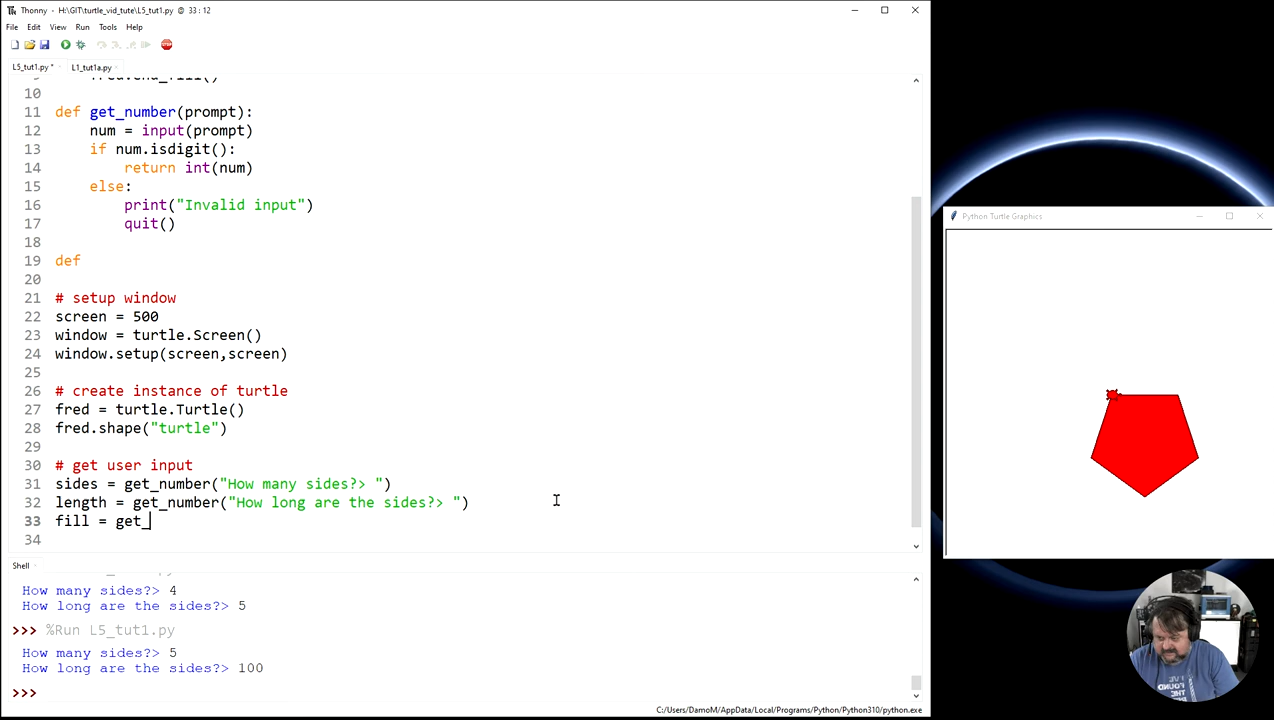 Thonny - H:\GIT\turtle_vid_tute\L5_tut1.py @ 33 : 12
File Edit View Run Tools Help
L5_tut1.py * L1_tut1a.py
9 fred.end_fill()
10
11 def get_number(prompt):
12 num = input(prompt)
13 if num.isdigit():
14 return int(num)
15 else:
16 print("Invalid input")
17 quit()
18
19 def
20
21 # setup window
22 screen = 500
23 window = turtle.Screen()
24 window.setup(screen,screen)
25
26 # create instance of turtle
27 fred = turtle.Turtle()
28 fred.shape("turtle")
29
30 # get user input
31 sides = get_number("How many sides?> ")
32 length = get_number("How long are the sides?> ")
33 fill = get_
34
Shell
How many sides?> 4
How long are the sides?> 5
>>> %Run L5_tut1.py
How many sides?> 5
How long are the sides?> 100
>>>
C:/Users/DamoM/AppData/Local/Programs/Python/Python310/python.exe
Python Turtle Graphics